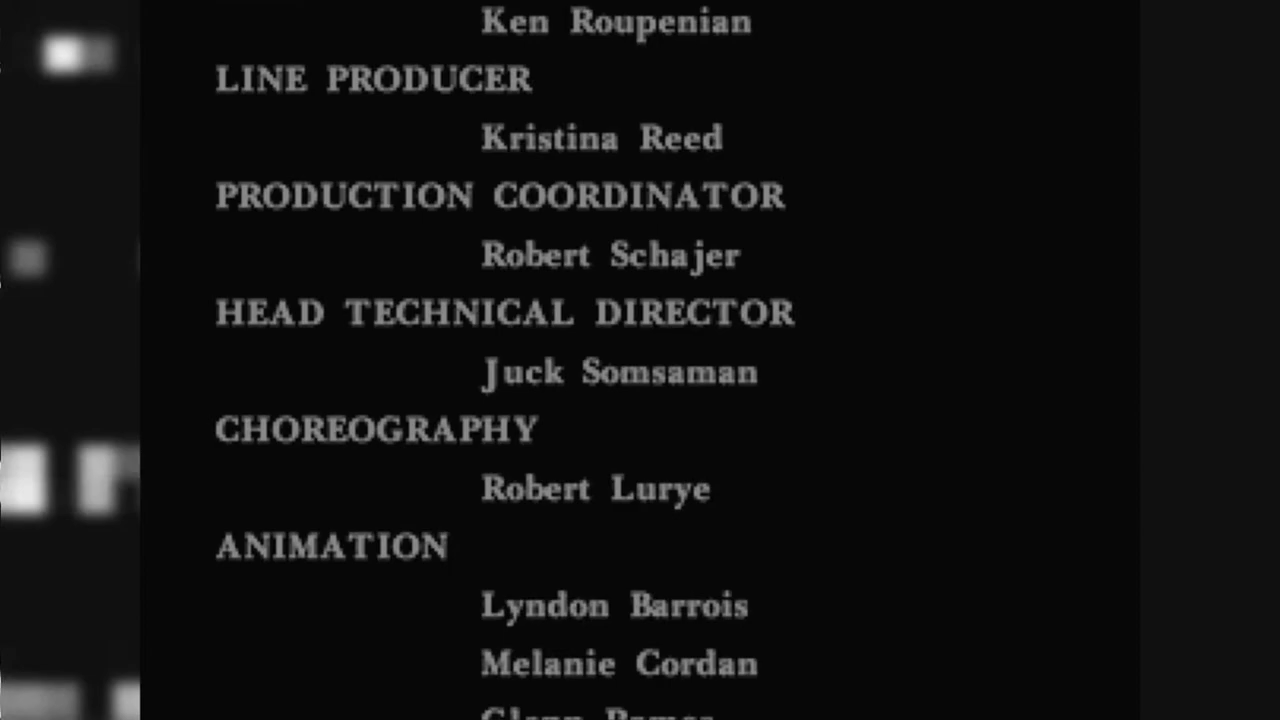 Ken Roupenian
LINE PRODUCER
Kristina Reed
PRODUCTION COORDINATOR
Robert Schajer
HEAD TECHNICAL DIRECTOR
Juck Somsaman
CHOREOGRAPHY
Robert Lurye
ANIMATION
Lyndon Barrois
Melanie Cordan